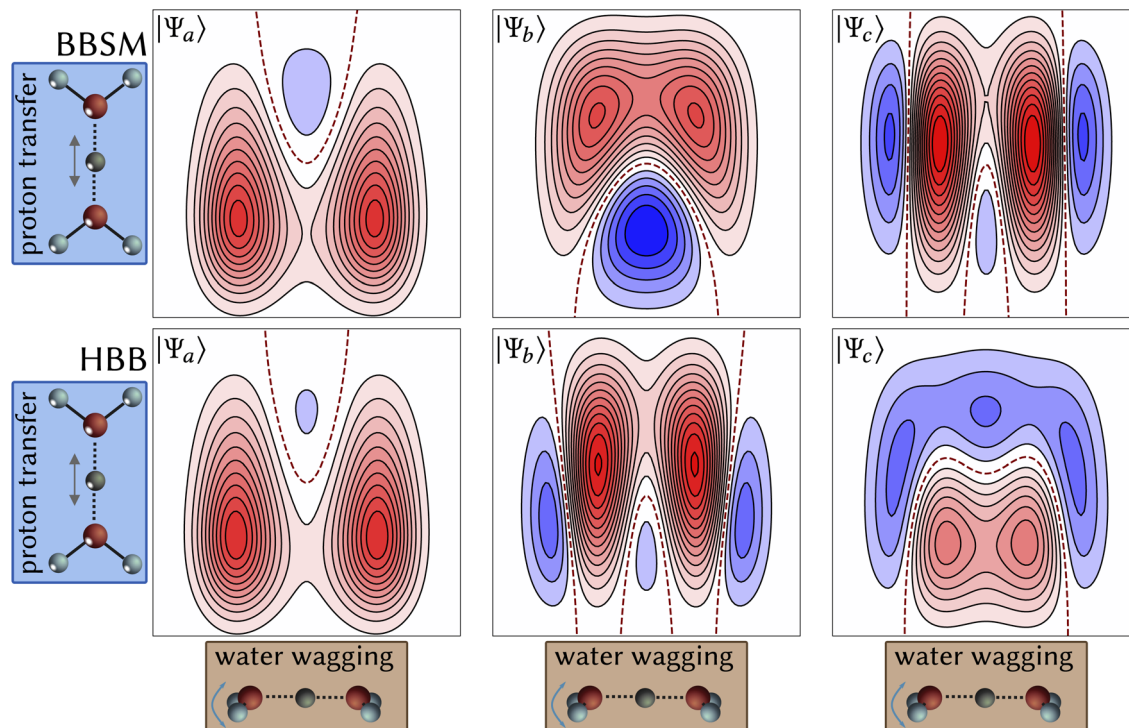 BBSM
proton transfer
|Ψa⟩
|Ψb⟩
|Ψc⟩
HBB
proton transfer
|Ψa⟩
|Ψb⟩
|Ψc⟩
water wagging
water wagging
water wagging